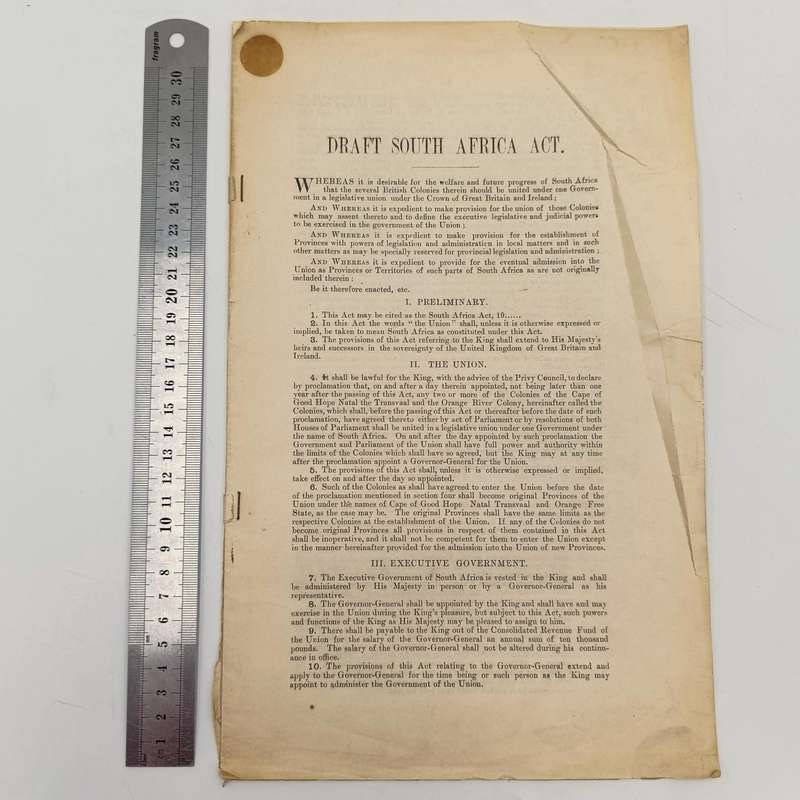 DRAFT SOUTH AFRICA ACT.
WHEREAS it is desirable for the welfare and future progress of South Africa
that the several British Colonies therein should be united under one Govern-
ment in a legislative union under the Crown of Great Britain and Ireland;
AND WHEREAS it is expedient to make provision for the union of those Colonies
which may assent thereto and to define the executive legislative and judicial powers
to be exercised in the government of the Union;
AND WHEREAS it is expedient to make provision for the establishment of
Provinces with powers of legislation and administration in local matters and in such
other matters as may be specially reserved for provincial legislation and administration;
AND WHEREAS it is expedient to provide for the eventual admission into the
Union as Provinces or Territories of such parts of South Africa as are not originally
included therein:
Be it therefore enacted, etc.
I. PRELIMINARY.
1. This Act may be cited as the South Africa Act, 19......
2. In this Act the words "the Union" shall, unless it is otherwise expressed or
implied, be taken to mean South Africa as constituted under this Act.
3. The provisions of this Act referring to the King shall extend to His Majesty's
heirs and successors in the sovereignty of the United Kingdom of Great Britain and
Ireland.
II. THE UNION.
4. It shall be lawful for the King, with the advice of the Privy Council, to declare
by proclamation that, on and after a day therein appointed, not being later than one
year after the passing of this Act, any two or more of the Colonies of the Cape of
Good Hope Natal the Transvaal and the Orange River Colony, hereinafter called the
Colonies, which shall, before the passing of this Act or thereafter before the date of such
proclamation, have agreed thereto either by act of Parliament or by resolutions of both
Houses of Parliament shall be united in a legislative union under one Government under
the name of South Africa. On and after the day appointed by such proclamation the
Government and Parliament of the Union shall have full power and authority within
the limits of the Colonies which shall have so agreed, but the King may at any time
after the proclamation appoint a Governor-General for the Union.
5. The provisions of this Act shall, unless it is otherwise expressed or implied,
take effect on and after the day so appointed.
6. Such of the Colonies as shall have agreed to enter the Union before the date
of the proclamation mentioned in section four shall become original Provinces of the
Union under the names of Cape of Good Hope Natal Transvaal and Orange Free
State, as the case may be. The original Provinces shall have the same limits as the
respective Colonies at the establishment of the Union. If any of the Colonies do not
become original Provinces all provisions in respect of them contained in this Act
shall be inoperative, and it shall not be competent for them to enter the Union except
in the manner hereinafter provided for the admission into the Union of new Provinces.
III. EXECUTIVE GOVERNMENT.
7. The Executive Government of South Africa is vested in the King and shall
be administered by His Majesty in person or by a Governor-General as his
representative.
8. The Governor-General shall be appointed by the King and shall have and may
exercise in the Union during the King's pleasure, but subject to this Act, such powers
and functions of the King as His Majesty may be pleased to assign to him.
9. There shall be payable to the King out of the Consolidated Revenue Fund of
the Union for the salary of the Governor-General an annual sum of ten thousand
pounds. The salary of the Governor-General shall not be altered during his continu-
ance in office.
10. The provisions of this Act relating to the Governor-General extend and
apply to the Governor-General for the time being or such person as the King may
appoint to administer the Government of the Union.
fragram
30
29
28
27
26
25
24
23
22
21
20
19
18
17
16
15
14
13
12
11
10
9
8
7
6
5
4
3
2
1